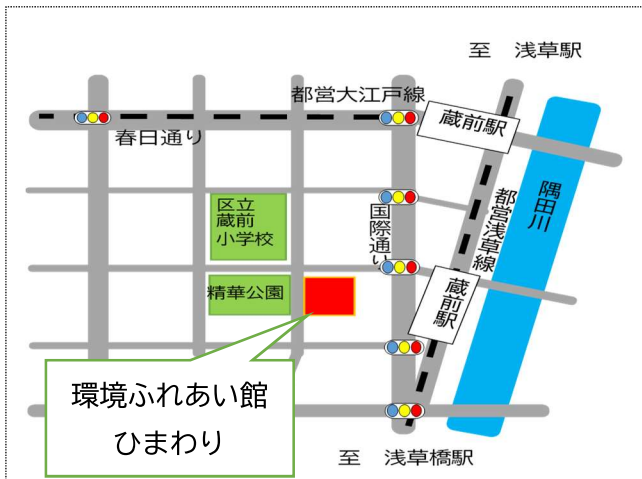 至 浅草駅
都営大江戸線
蔵前駅
春日通り
区立
蔵前
小学校
国際通り
都営浅草線
隅田川
精華公園
蔵前駅
環境ふれあい館
ひまわり
至 浅草橋駅